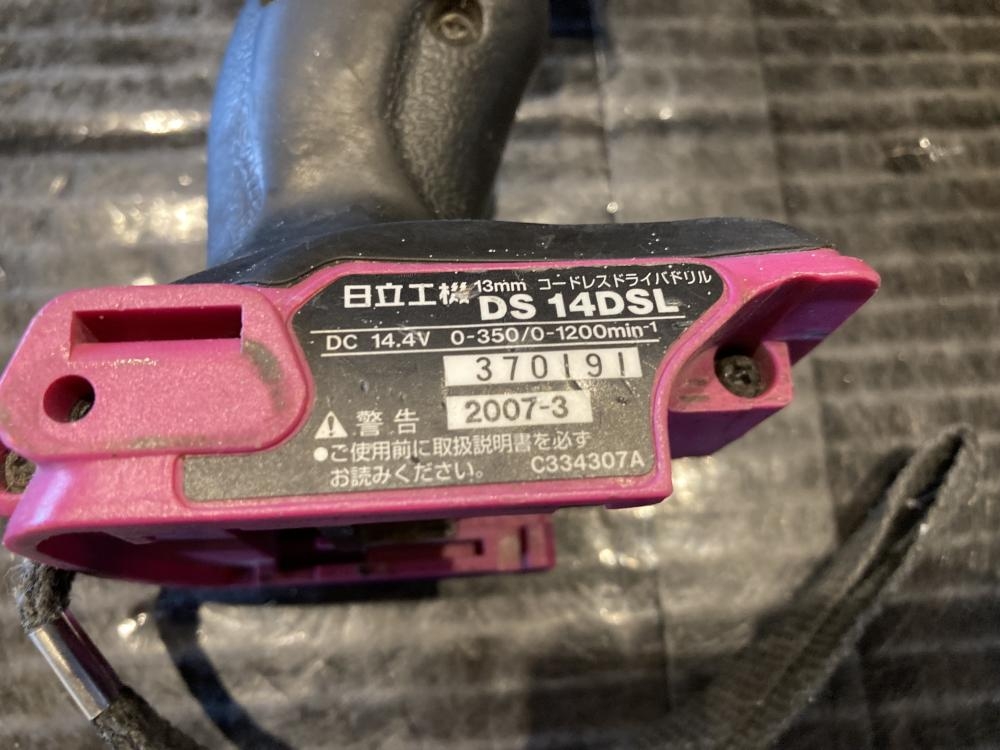 日立工機 13mm コードレスドライバドリル
DS 14DSL
DC 14.4V 0-350/0-1200min-1
370191
2007-3
⚠警告
●ご使用前に取扱説明書を必ず
お読みください。
C334307A